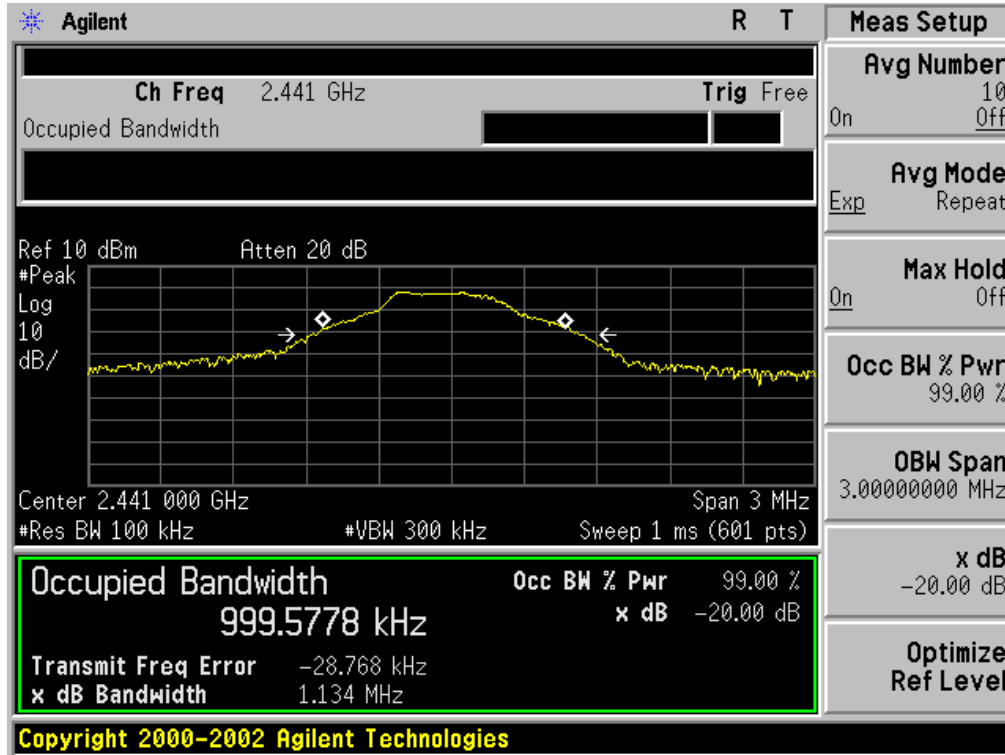 Agilent R T
Ch Freq 2.441 GHz Trig Free
Occupied Bandwidth
Ref 10 dBm Atten 20 dB
#Peak
Log
10
dB/
Center 2.441 000 GHz Span 3 MHz
#Res BW 100 kHz #VBW 300 kHz Sweep 1 ms (601 pts)
Occupied Bandwidth Occ BW % Pwr 99.00 %
999.5778 kHz x dB -20.00 dB
Transmit Freq Error -28.768 kHz
x dB Bandwidth 1.134 MHz
Copyright 2000-2002 Agilent Technologies
Meas Setup
Avg Number
10
On Off
Avg Mode
Exp Repeat
Max Hold
On Off
Occ BW % Pwr
99.00 %
OBW Span
3.00000000 MHz
x dB
-20.00 dB
Optimize
Ref Level